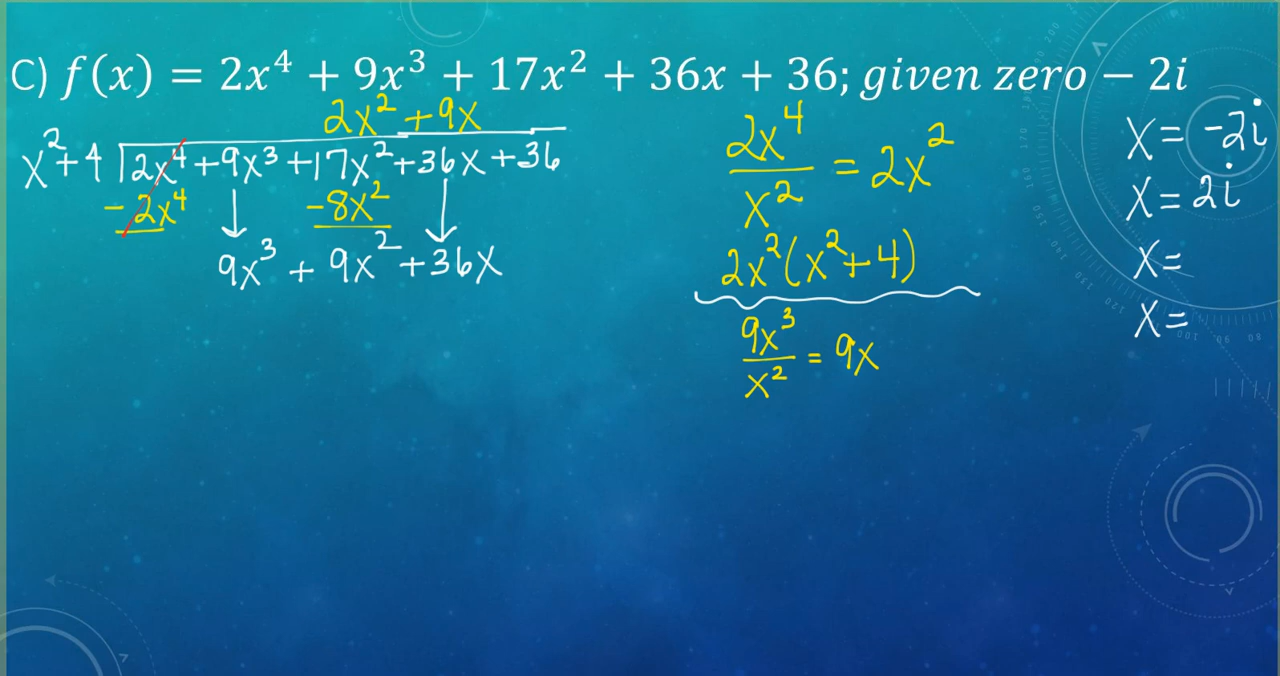 C) f(x) = 2x⁴ + 9x³ + 17x² + 36x + 36; given zero − 2i
2x² + 9x
x² + 4 2x⁴ + 9x³ + 17x² + 36x + 36
- 2x⁴ - 8x²
9x³ + 9x² + 36x
2x⁴/x² = 2x²
2x²(x² + 4)
9x³/x² = 9x
x = -2i
x = 2i
x =
x =